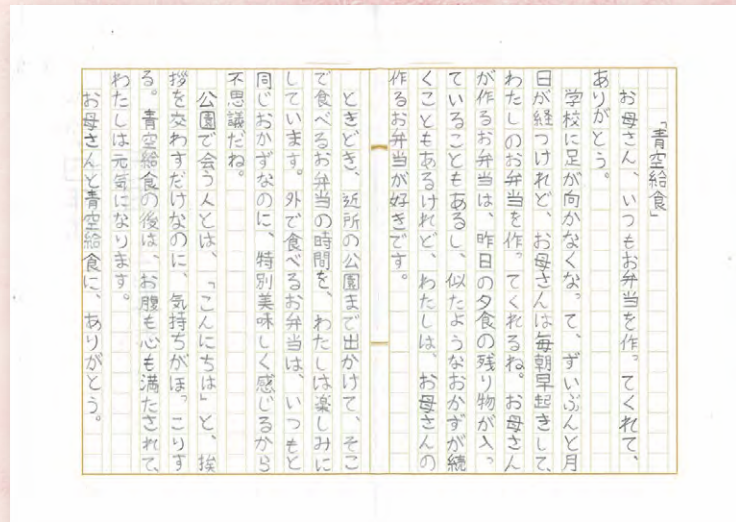 「青空給食」
お母さん、いつもお弁当を作ってくれて、
ありがとう。
学校に足が向かなくなって、ずいぶんと月
日が経つけれど、お母さんは毎朝早起きして、
わたしのお弁当を作ってくれるね。お母さん
が作るお弁当は、昨日の夕食の残り物が入っ
ていることもあるし、似たようなおかずが続
くこともあるけれど、わたしは、お母さんの
作るお弁当が好きです。
ときどき、近所の公園まで出かけて、そこ
で食べるお弁当の時間を、わたしは楽しみに
しています。外で食べるお弁当は、いつもと
同じおかずなのに、特別美味しく感じるから
不思議だね。
公園で会う人とは、「こんにちは」と、挨
拶を交わすだけなのに、気持ちがほっこりす
る。青空給食の後は、お腹も心も満たされて、
わたしは元気になります。
お母さんと青空給食に、ありがとう。